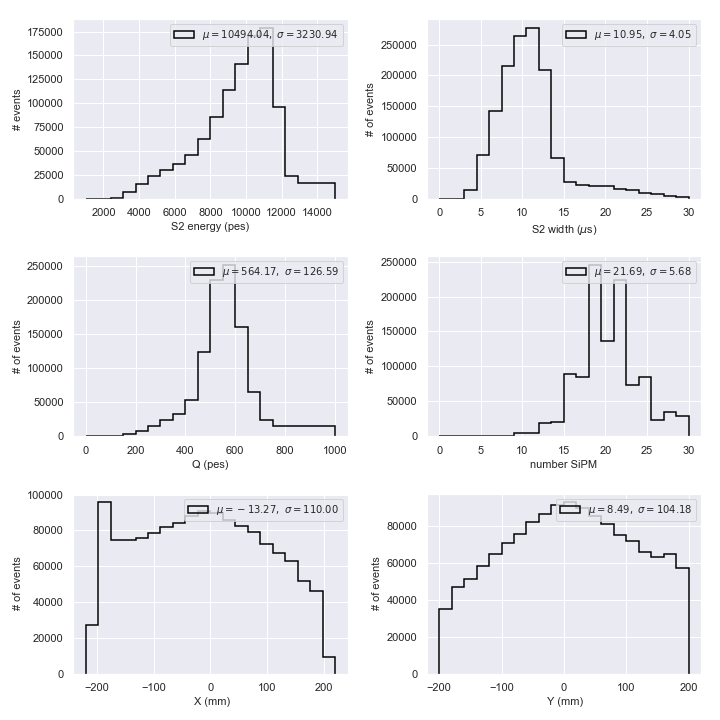 μ = 10494.04, σ = 3230.94
# events
175000
150000
125000
100000
75000
50000
25000
0
2000 4000 6000 8000 10000 12000 14000
S2 energy (pes)
μ = 10.95, σ = 4.05
# of events
250000
200000
150000
100000
50000
0
0 5 10 15 20 25 30
S2 width (μs)
μ = 564.17, σ = 126.59
# of events
250000
200000
150000
100000
50000
0
0 200 400 600 800 1000
Q (pes)
μ = 21.69, σ = 5.68
# of events
250000
200000
150000
100000
50000
0
0 5 10 15 20 25 30
number SiPM
μ = −13.27, σ = 110.00
# of events
100000
80000
60000
40000
20000
0
−200 −100 0 100 200
X (mm)
μ = 8.49, σ = 104.18
# of events
80000
60000
40000
20000
0
−200 −100 0 100 200
Y (mm)